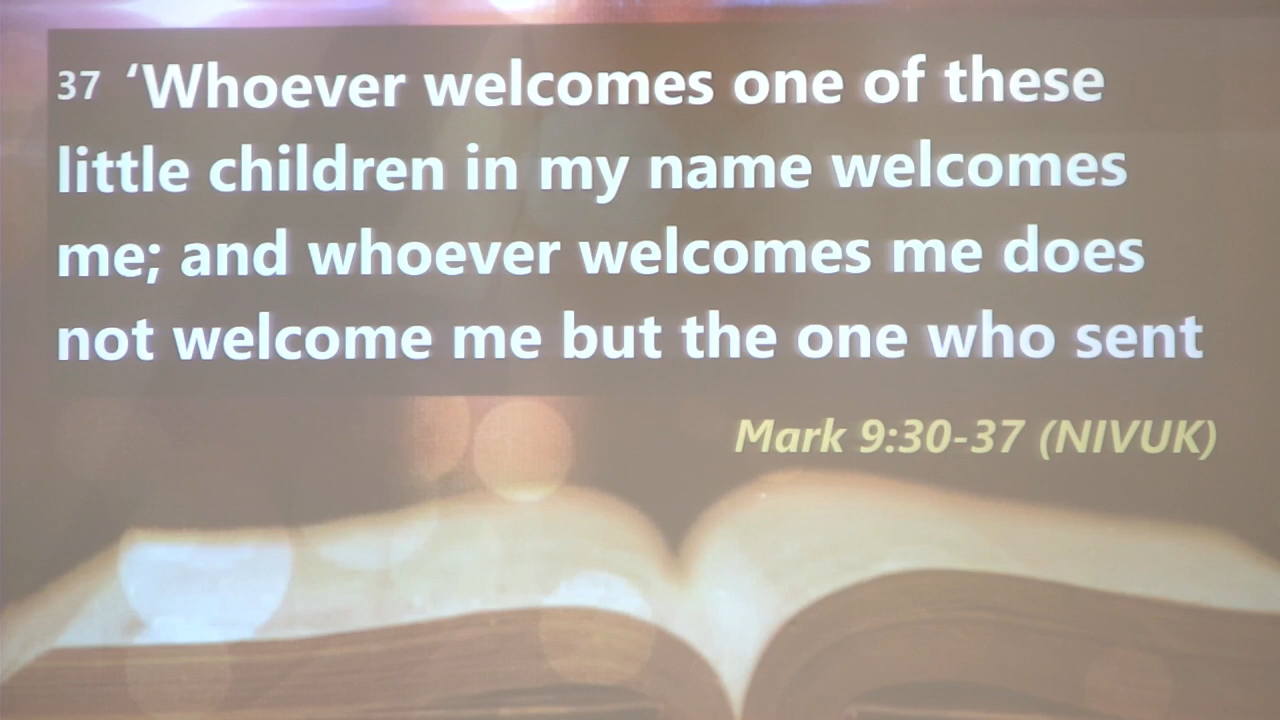 37 ‘Whoever welcomes one of these
little children in my name welcomes
me; and whoever welcomes me does
not welcome me but the one who sent
Mark 9:30-37 (NIVUK)